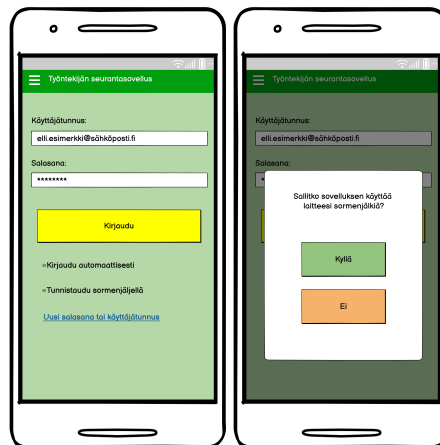 Työntekijän seurantasovellus
Käyttäjätunnus:
elli.esimerkki@sähköposti.fi
Salasana:
********
Kirjaudu
=Kirjaudu automaattisesti
=Tunnistaudu sormenjäljellä
Uusi salasana tai käyttäjätunnus
Työntekijän seurantasovellus
Käyttäjätunnus:
elli.esimerkki@sähköposti.fi
Salasana:
Sallitko sovelluksen käyttää
laitteesi sormenjälkiä?
Kyllä
Ei